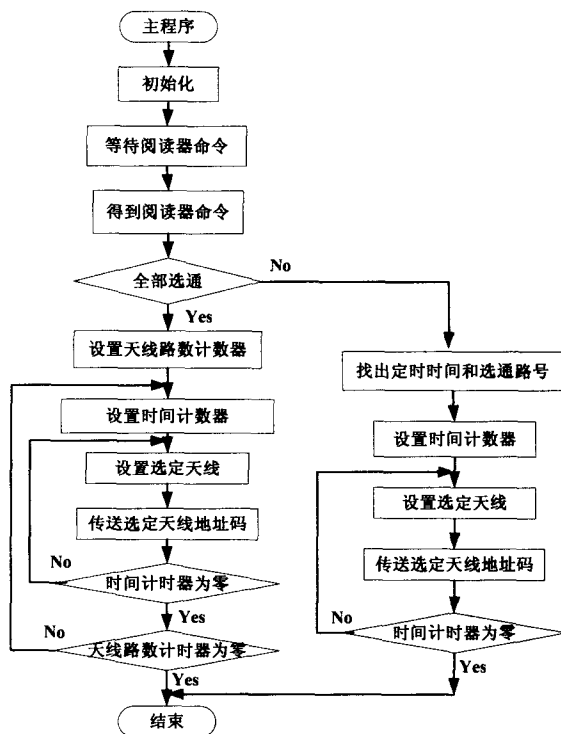 主程序
初始化
等待阅读器命令
得到阅读器命令
全部选通
No
Yes
设置天线路数计数器
设置时间计数器
设置选定天线
传送选定天线地址码
No
时间计时器为零
Yes
No
天线路数计时器为零
Yes
找出定时时间和选通路号
设置时间计数器
设置选定天线
传送选定天线地址码
No
时间计时器为零
Yes
结束